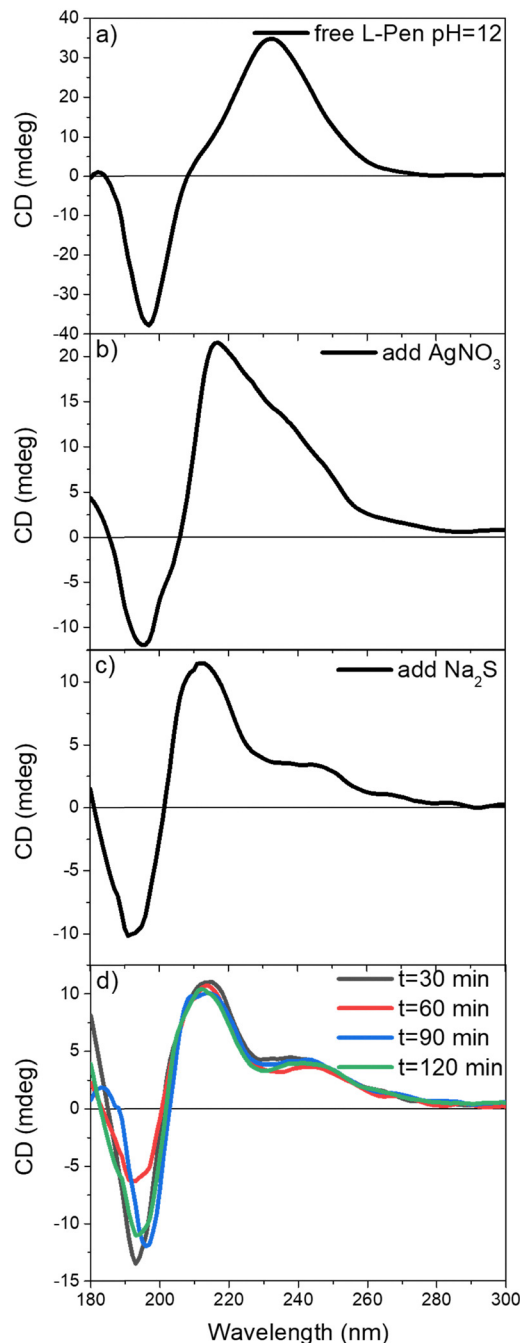 a)
free L-Pen pH=12
CD (mdeg)
40
30
20
10
0
-10
-20
-30
-40
b)
add AgNO₃
CD (mdeg)
20
15
10
5
0
-5
-10
c)
add Na₂S
CD (mdeg)
10
5
0
-5
-10
d)
t=30 min
t=60 min
t=90 min
t=120 min
CD (mdeg)
10
5
0
-5
-10
-15
180 200 220 240 260 280 300
Wavelength (nm)